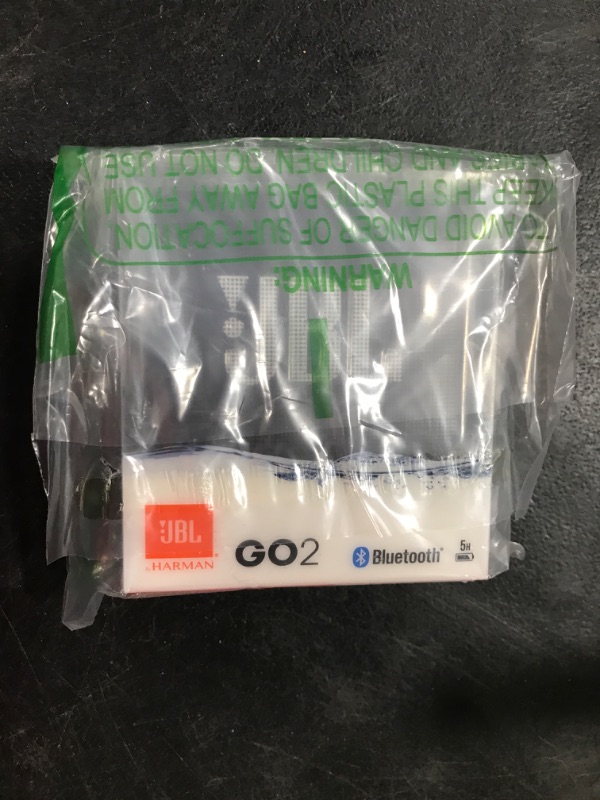 WARNING:
TO AVOID DANGER OF SUFFOCATION
KEEP THIS PLASTIC BAG AWAY FROM
AND CHILDREN. DO NOT USE
JBL
BY HARMAN
GO2
Bluetooth®
5H